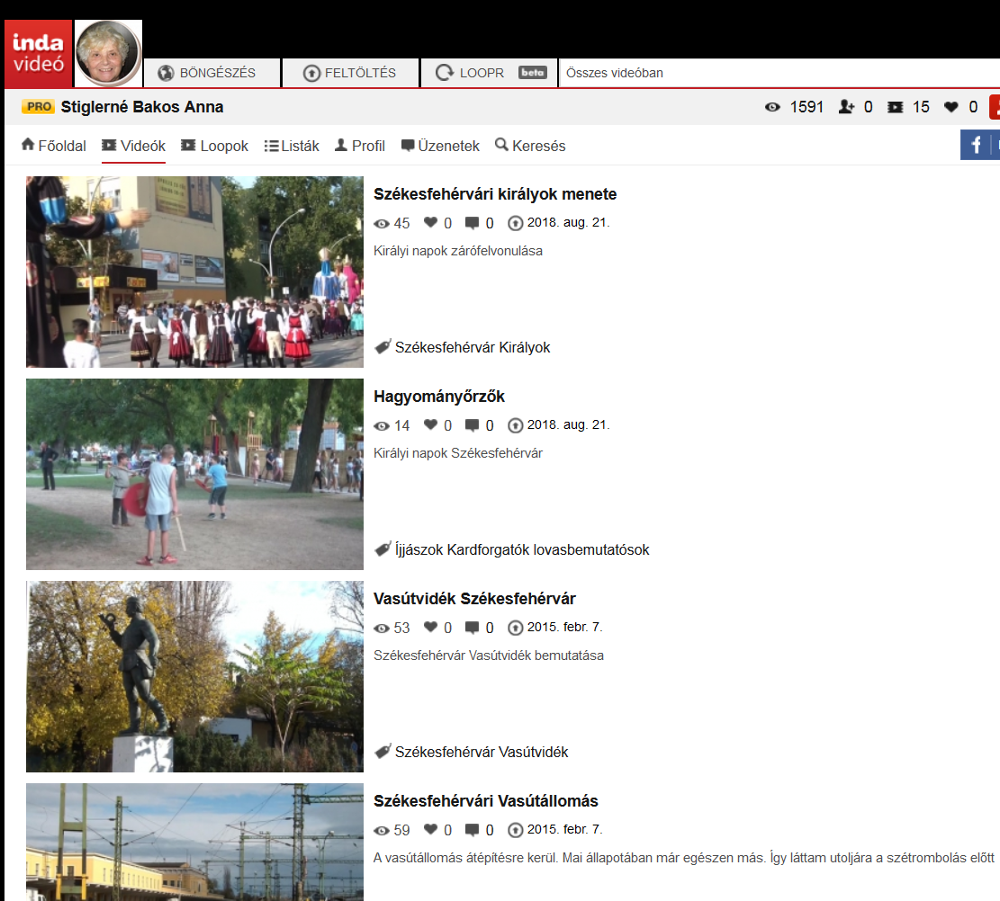 inda
videó
BÖNGÉSZÉS FELTÖLTÉS LOOPR beta Összes videóban
PRO Stiglerné Bakos Anna 1591 0 15 0
Főoldal Videók Loopok Listák Profil Üzenetek Keresés
Székesfehérvári királyok menete
45 0 0 2018. aug. 21.
Királyi napok zárófelvonulása
Székesfehérvár Királyok
Hagyományőrzők
14 0 0 2018. aug. 21.
Királyi napok Székesfehérvár
Íjjászok Kardforgatók lovasbemutatósok
Vasútvidék Székesfehérvár
53 0 0 2015. febr. 7.
Székesfehérvár Vasútvidék bemutatása
Székesfehérvár Vasútvidék
Székesfehérvári Vasútállomás
59 0 0 2015. febr. 7.
A vasútállomás átépítésre kerül. Mai állapotában már egészen más. Így láttam utoljára a szétrombolás előtt